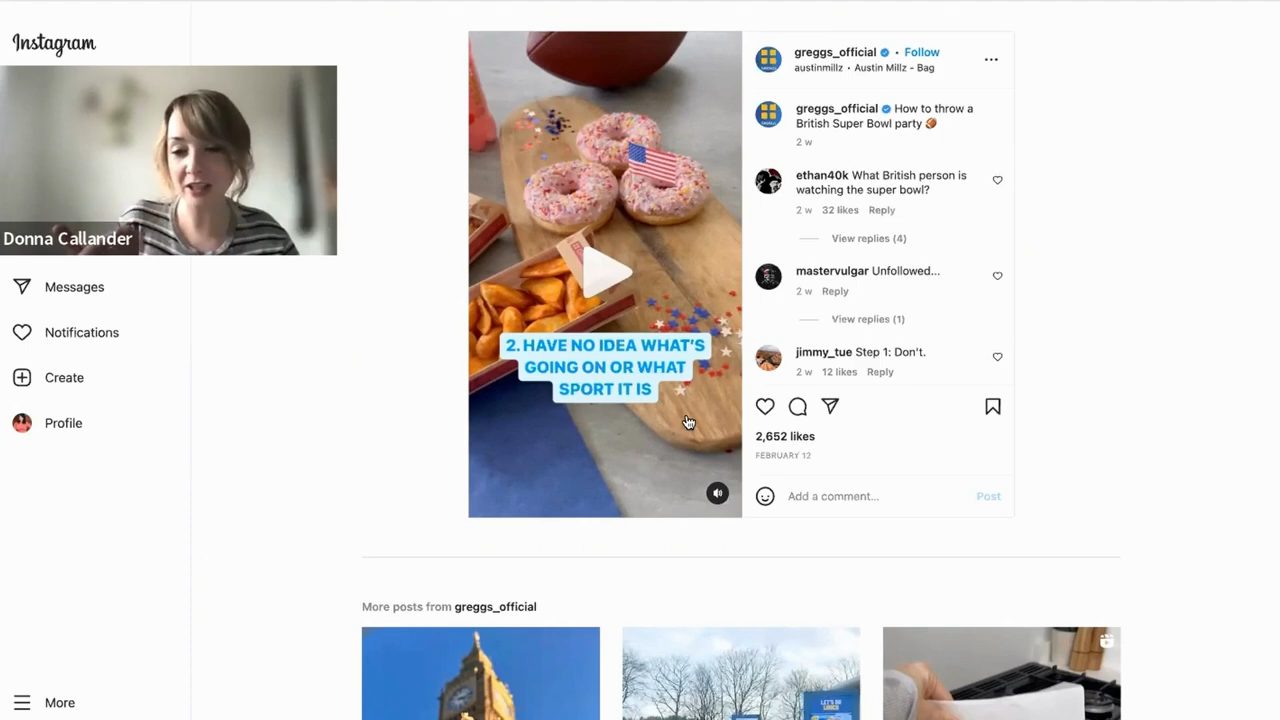 Instagram
Donna Callander
Messages
Notifications
Create
Profile
More
2. HAVE NO IDEA WHAT'S
GOING ON OR WHAT
SPORT IT IS
greggs_official • Follow
austinmillz • Austin Millz - Bag
greggs_official How to throw a
British Super Bowl party 🏈
2 w
ethan40k What British person is
watching the super bowl?
2 w 32 likes Reply
View replies (4)
mastervulgar Unfollowed...
2 w Reply
View replies (1)
jimmy_tue Step 1: Don't.
2 w 12 likes Reply
2,652 likes
FEBRUARY 12
Add a comment... Post
More posts from greggs_official
LET'S DO